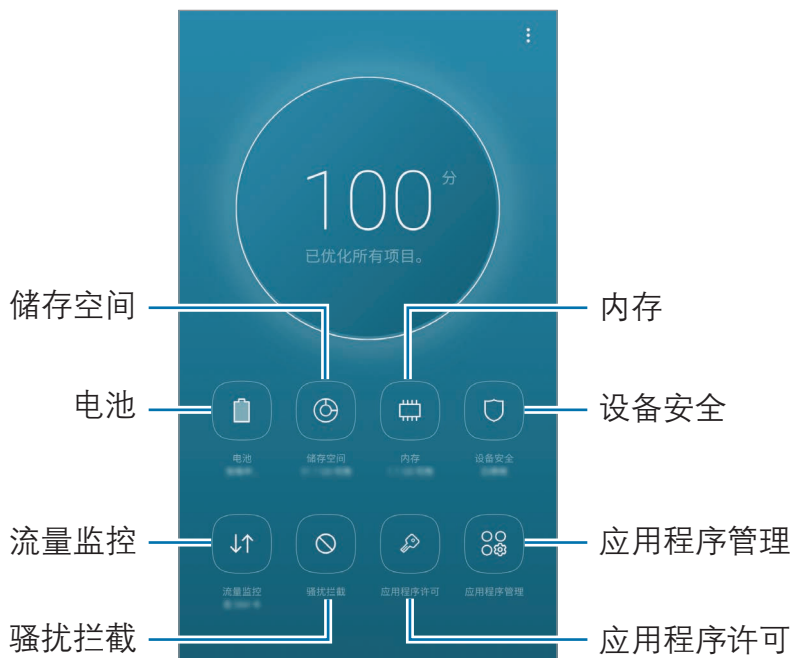 100 分
已优化所有项目。
储存空间
内存
电池
设备安全
电池 储存空间 内存 设备安全
流量监控
应用程序管理
流量监控 骚扰拦截 应用程序许可 应用程序管理
骚扰拦截
应用程序许可